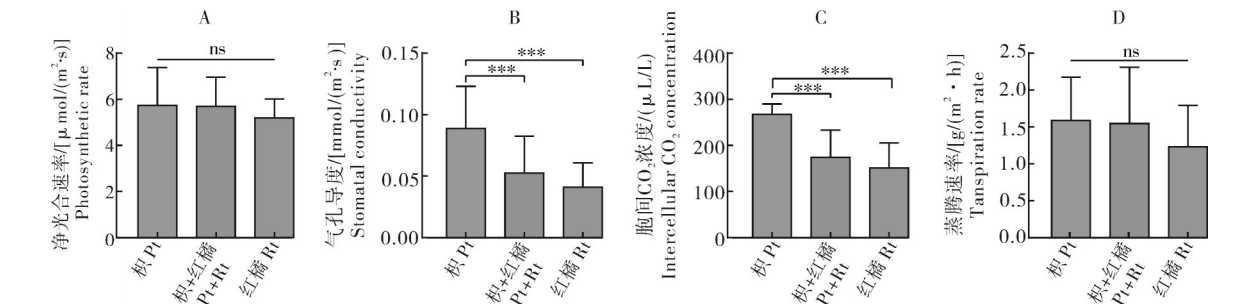 A
净光合速率/[μ mol/(m²·s)]
Photosynthetic rate
8
6
4
2
0
ns
枳 Pt
枳+红橘
Pt+Rt
红橘 Rt
B
气孔导度/[mmol/(m²·s)]
Stomatal conductivity
0.15
0.10
0.05
0.00
***
***
枳 Pt
枳+红橘
Pt+Rt
红橘 Rt
C
胞间CO₂浓度/(μ L/L)
Intercellular CO₂ concentration
400
300
200
100
0
***
***
枳 Pt
枳+红橘
Pt+Rt
红橘 Rt
D
蒸腾速率/[g/(m²·h)]
Tanspiration rate
2.5
2.0
1.5
1.0
0.5
0.0
ns
枳 Pt
枳+红橘
Pt+Rt
红橘 Rt